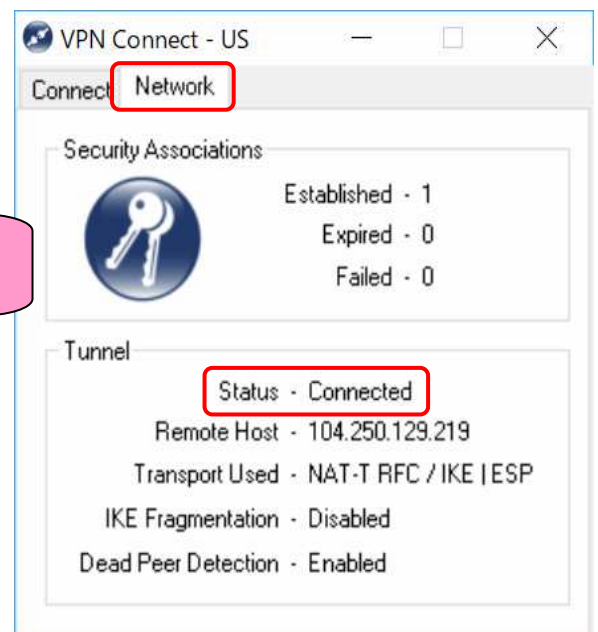 VPN Connect - US
Connect Network
Security Associations
Established - 1
Expired - 0
Failed - 0
Tunnel
Status - Connected
Remote Host - 104.250.129.219
Transport Used - NAT-T RFC / IKE | ESP
IKE Fragmentation - Disabled
Dead Peer Detection - Enabled